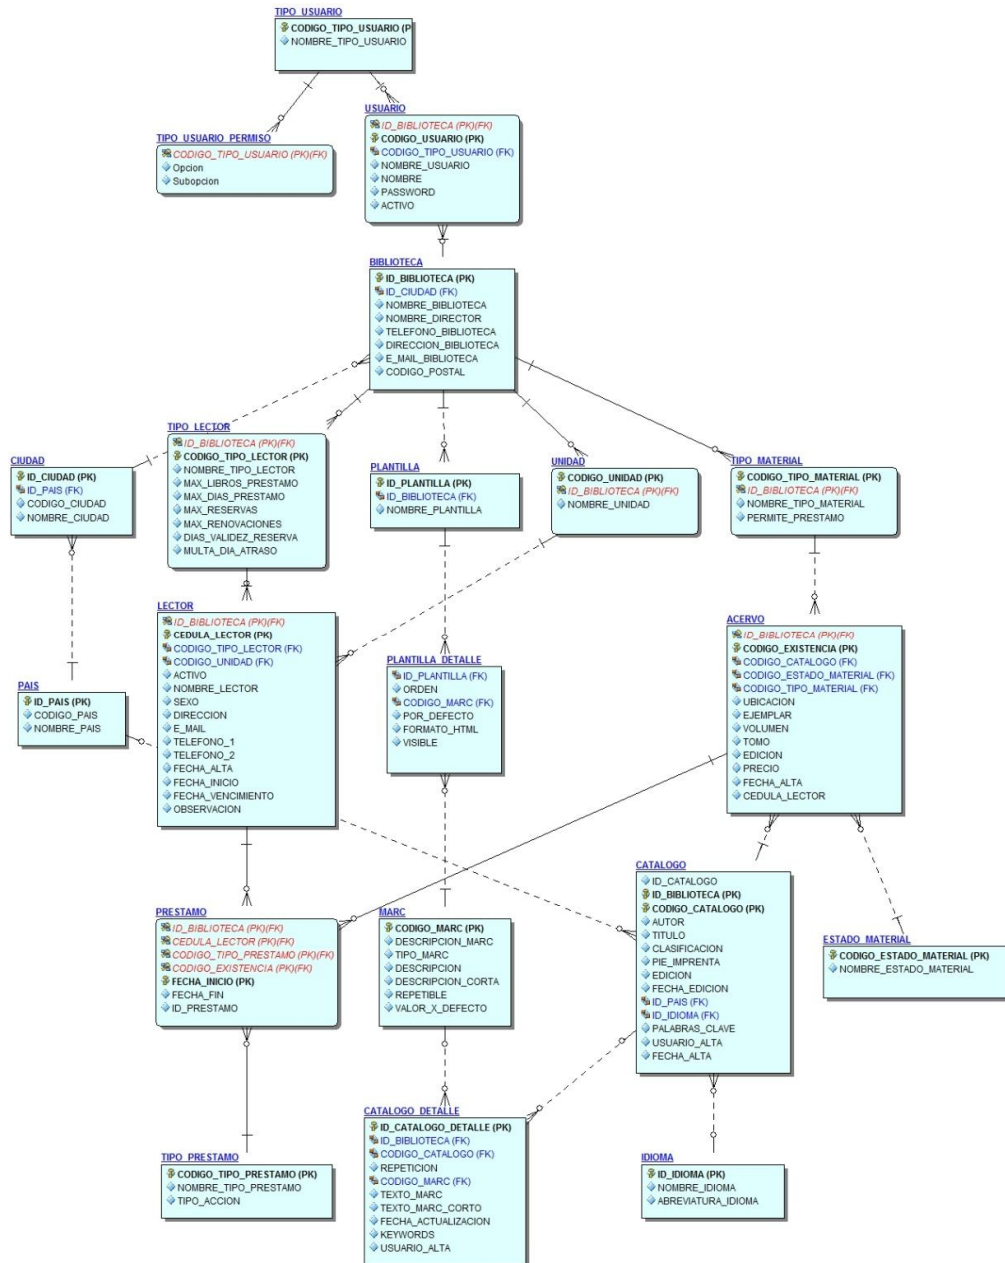 TIPO_USUARIO
CODIGO_TIPO_USUARIO (P
NOMBRE_TIPO_USUARIO
TIPO_USUARIO_PERMISO
CODIGO_TIPO_USUARIO (PK)(FK)
Opcion
Subopcion
USUARIO
ID_BIBLIOTECA (PK)(FK)
CODIGO_USUARIO (PK)
CODIGO_TIPO_USUARIO (FK)
NOMBRE_USUARIO
NOMBRE
PASSWORD
ACTIVO
BIBLIOTECA
ID_BIBLIOTECA (PK)
ID_CIUDAD (FK)
NOMBRE_BIBLIOTECA
NOMBRE_DIRECTOR
TELEFONO_BIBLIOTECA
DIRECCION_BIBLIOTECA
E_MAIL_BIBLIOTECA
CODIGO_POSTAL
CIUDAD
ID_CIUDAD (PK)
ID_PAIS (FK)
CODIGO_CIUDAD
NOMBRE_CIUDAD
TIPO_LECTOR
ID_BIBLIOTECA (PK)(FK)
CODIGO_TIPO_LECTOR (PK)
NOMBRE_TIPO_LECTOR
MAX_LIBROS_PRESTAMO
MAX_DIAS_PRESTAMO
MAX_RESERVAS
MAX_RENOVACIONES
DIAS_VALIDEZ_RESERVA
MULTA_DIA_ATRASO
PLANTILLA
ID_PLANTILLA (PK)
ID_BIBLIOTECA (FK)
NOMBRE_PLANTILLA
UNIDAD
CODIGO_UNIDAD (PK)
ID_BIBLIOTECA (PK)(FK)
NOMBRE_UNIDAD
TIPO_MATERIAL
CODIGO_TIPO_MATERIAL (PK)
ID_BIBLIOTECA (PK)(FK)
NOMBRE_TIPO_MATERIAL
PERMITE_PRESTAMO
PAIS
ID_PAIS (PK)
CODIGO_PAIS
NOMBRE_PAIS
LECTOR
ID_BIBLIOTECA (PK)(FK)
CEDULA_LECTOR (PK)
CODIGO_TIPO_LECTOR (FK)
CODIGO_UNIDAD (FK)
ACTIVO
NOMBRE_LECTOR
SEXO
DIRECCION
E_MAIL
TELEFONO_1
TELEFONO_2
FECHA_ALTA
FECHA_INICIO
FECHA_VENCIMIENTO
OBSERVACION
PLANTILLA_DETALLE
ID_PLANTILLA (FK)
ORDEN
CODIGO_MARC (FK)
POR_DEFECTO
FORMATO_HTML
VISIBLE
ACERVO
ID_BIBLIOTECA (PK)(FK)
CODIGO_EXISTENCIA (PK)
CODIGO_CATALOGO (FK)
CODIGO_ESTADO_MATERIAL (FK)
CODIGO_TIPO_MATERIAL (FK)
UBICACION
EJEMPLAR
VOLUMEN
TOMO
EDICION
PRECIO
FECHA_ALTA
CEDULA_LECTOR
PRESTAMO
ID_BIBLIOTECA (PK)(FK)
CEDULA_LECTOR (PK)(FK)
CODIGO_TIPO_PRESTAMO (PK)(FK)
CODIGO_EXISTENCIA (PK)(FK)
FECHA_INICIO (PK)
FECHA_FIN
ID_PRESTAMO
MARC
CODIGO_MARC (PK)
DESCRIPCION_MARC
TIPO_MARC
DESCRIPCION
DESCRIPCION_CORTA
REPETIBLE
VALOR_X_DEFECTO
CATALOGO
ID_CATALOGO
ID_BIBLIOTECA (PK)
CODIGO_CATALOGO (PK)
AUTOR
TITULO
CLASIFICACION
PIE_IMPRENTA
EDICION
FECHA_EDICION
ID_PAIS (FK)
ID_IDIOMA (FK)
PALABRAS_CLAVE
USUARIO_ALTA
FECHA_ALTA
ESTADO_MATERIAL
CODIGO_ESTADO_MATERIAL (PK)
NOMBRE_ESTADO_MATERIAL
TIPO_PRESTAMO
CODIGO_TIPO_PRESTAMO (PK)
NOMBRE_TIPO_PRESTAMO
TIPO_ACCION
CATALOGO_DETALLE
ID_CATALOGO_DETALLE (PK)
ID_BIBLIOTECA (FK)
CODIGO_CATALOGO (FK)
REPETICION
CODIGO_MARC (FK)
TEXTO_MARC
TEXTO_MARC_CORTO
FECHA_ACTUALIZACION
KEYWORDS
USUARIO_ALTA
IDIOMA
ID_IDIOMA (PK)
NOMBRE_IDIOMA
ABREVIATURA_IDIOMA